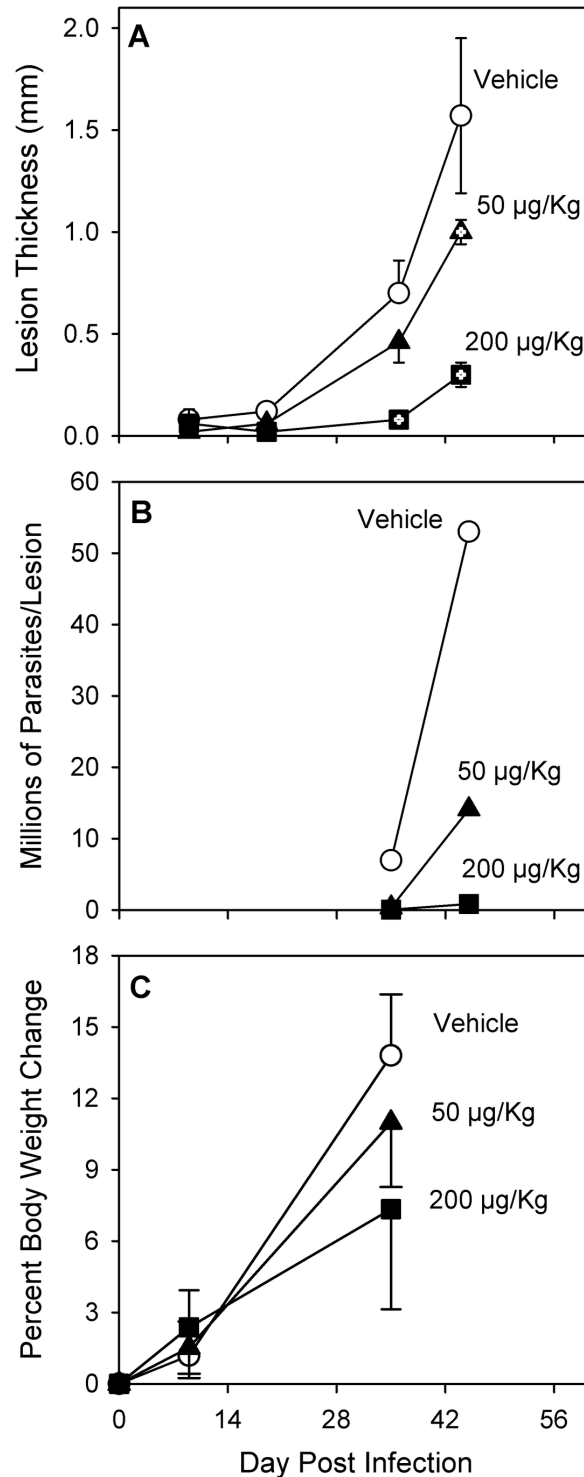 A
2.0
1.5
1.0
0.5
0.0
Lesion Thickness (mm)
Vehicle
50 µg/Kg
200 µg/Kg
B
60
50
40
30
20
10
0
Millions of Parasites/Lesion
Vehicle
50 µg/Kg
200 µg/Kg
C
18
15
12
9
6
3
0
Percent Body Weight Change
Vehicle
50 µg/Kg
200 µg/Kg
0 14 28 42 56
Day Post Infection